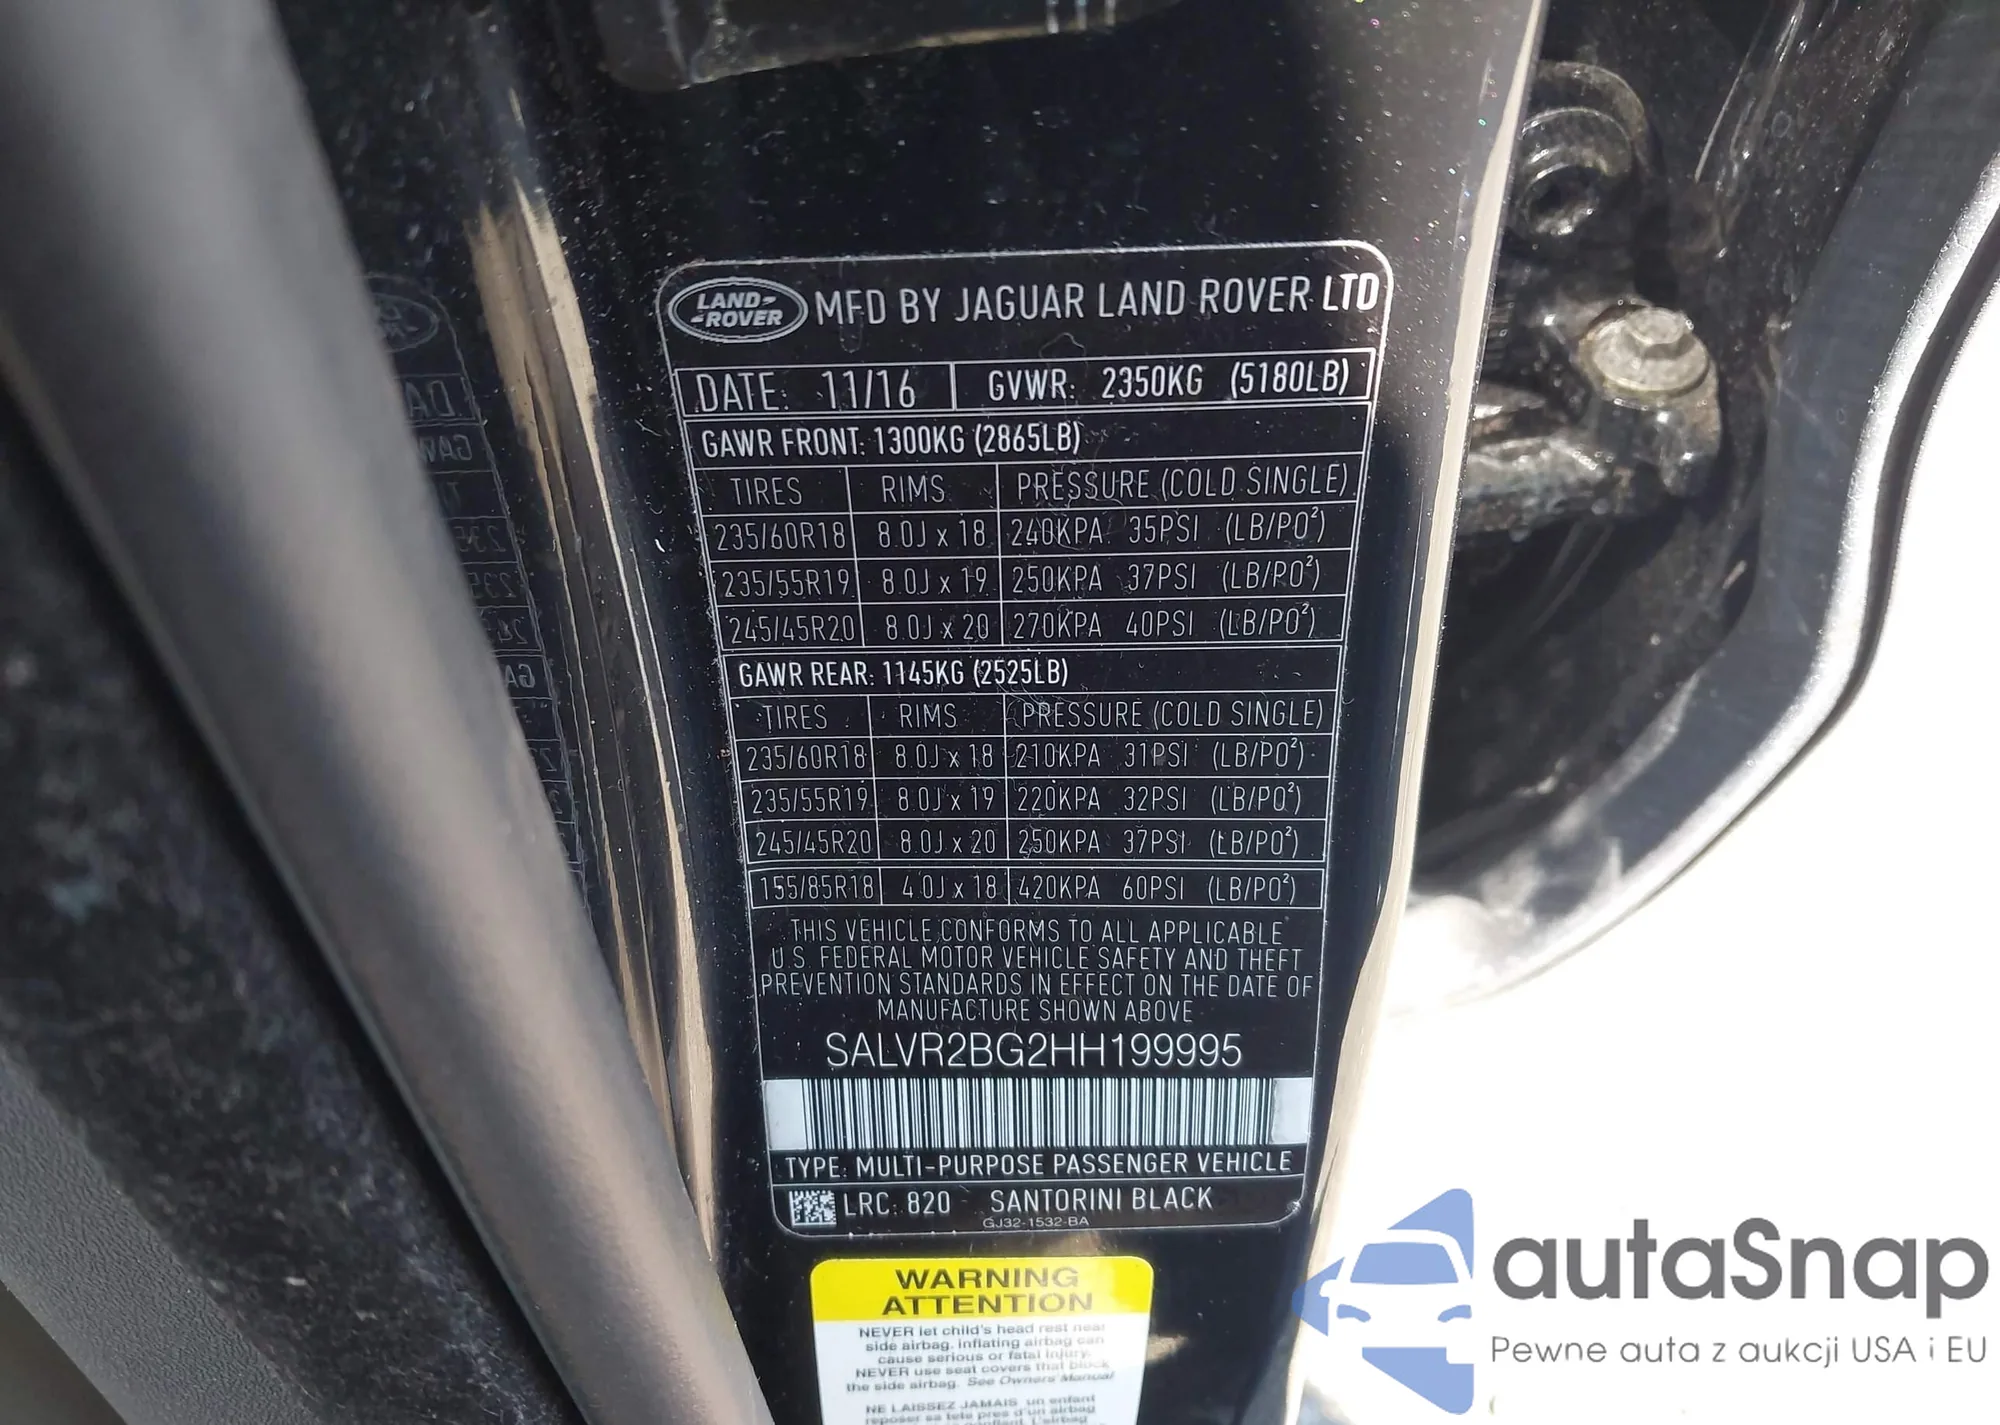 LAND-
-ROVER
MFD BY JAGUAR LAND ROVER LTD
DATE: 11/16 GVWR: 2350KG (5180LB)
GAWR FRONT: 1300KG (2865LB)
TIRES RIMS PRESSURE (COLD SINGLE)
235/60R18 8.0J x 18 240KPA 35PSI (LB/PO²)
235/55R19 8.0J x 19 250KPA 37PSI (LB/PO²)
245/45R20 8.0J x 20 270KPA 40PSI (LB/PO²)
GAWR REAR: 1145KG (2525LB)
TIRES RIMS PRESSURE (COLD SINGLE)
235/60R18 8.0J x 18 210KPA 31PSI (LB/PO²)
235/55R19 8.0J x 19 220KPA 32PSI (LB/PO²)
245/45R20 8.0J x 20 250KPA 37PSI (LB/PO²)
155/85R18 4.0J x 18 420KPA 60PSI (LB/PO²)
THIS VEHICLE CONFORMS TO ALL APPLICABLE
U.S. FEDERAL MOTOR VEHICLE SAFETY AND THEFT
PREVENTION STANDARDS IN EFFECT ON THE DATE OF
MANUFACTURE SHOWN ABOVE
SALVR2BG2HH199995
TYPE: MULTI-PURPOSE PASSENGER VEHICLE
LRC: 820 SANTORINI BLACK
GJ32-1532-BA
WARNING
ATTENTION
NEVER let child's head rest near
side airbag, inflating airbag can
cause serious or fatal injury.
NEVER use seat covers that block
the side airbag. See Owners Manual
NE LAISSEZ JAMAIS un enfant
reposer sa tete pres d'un airbag
L'airbag
autaSnap
Pewne auta z aukcji USA i EU